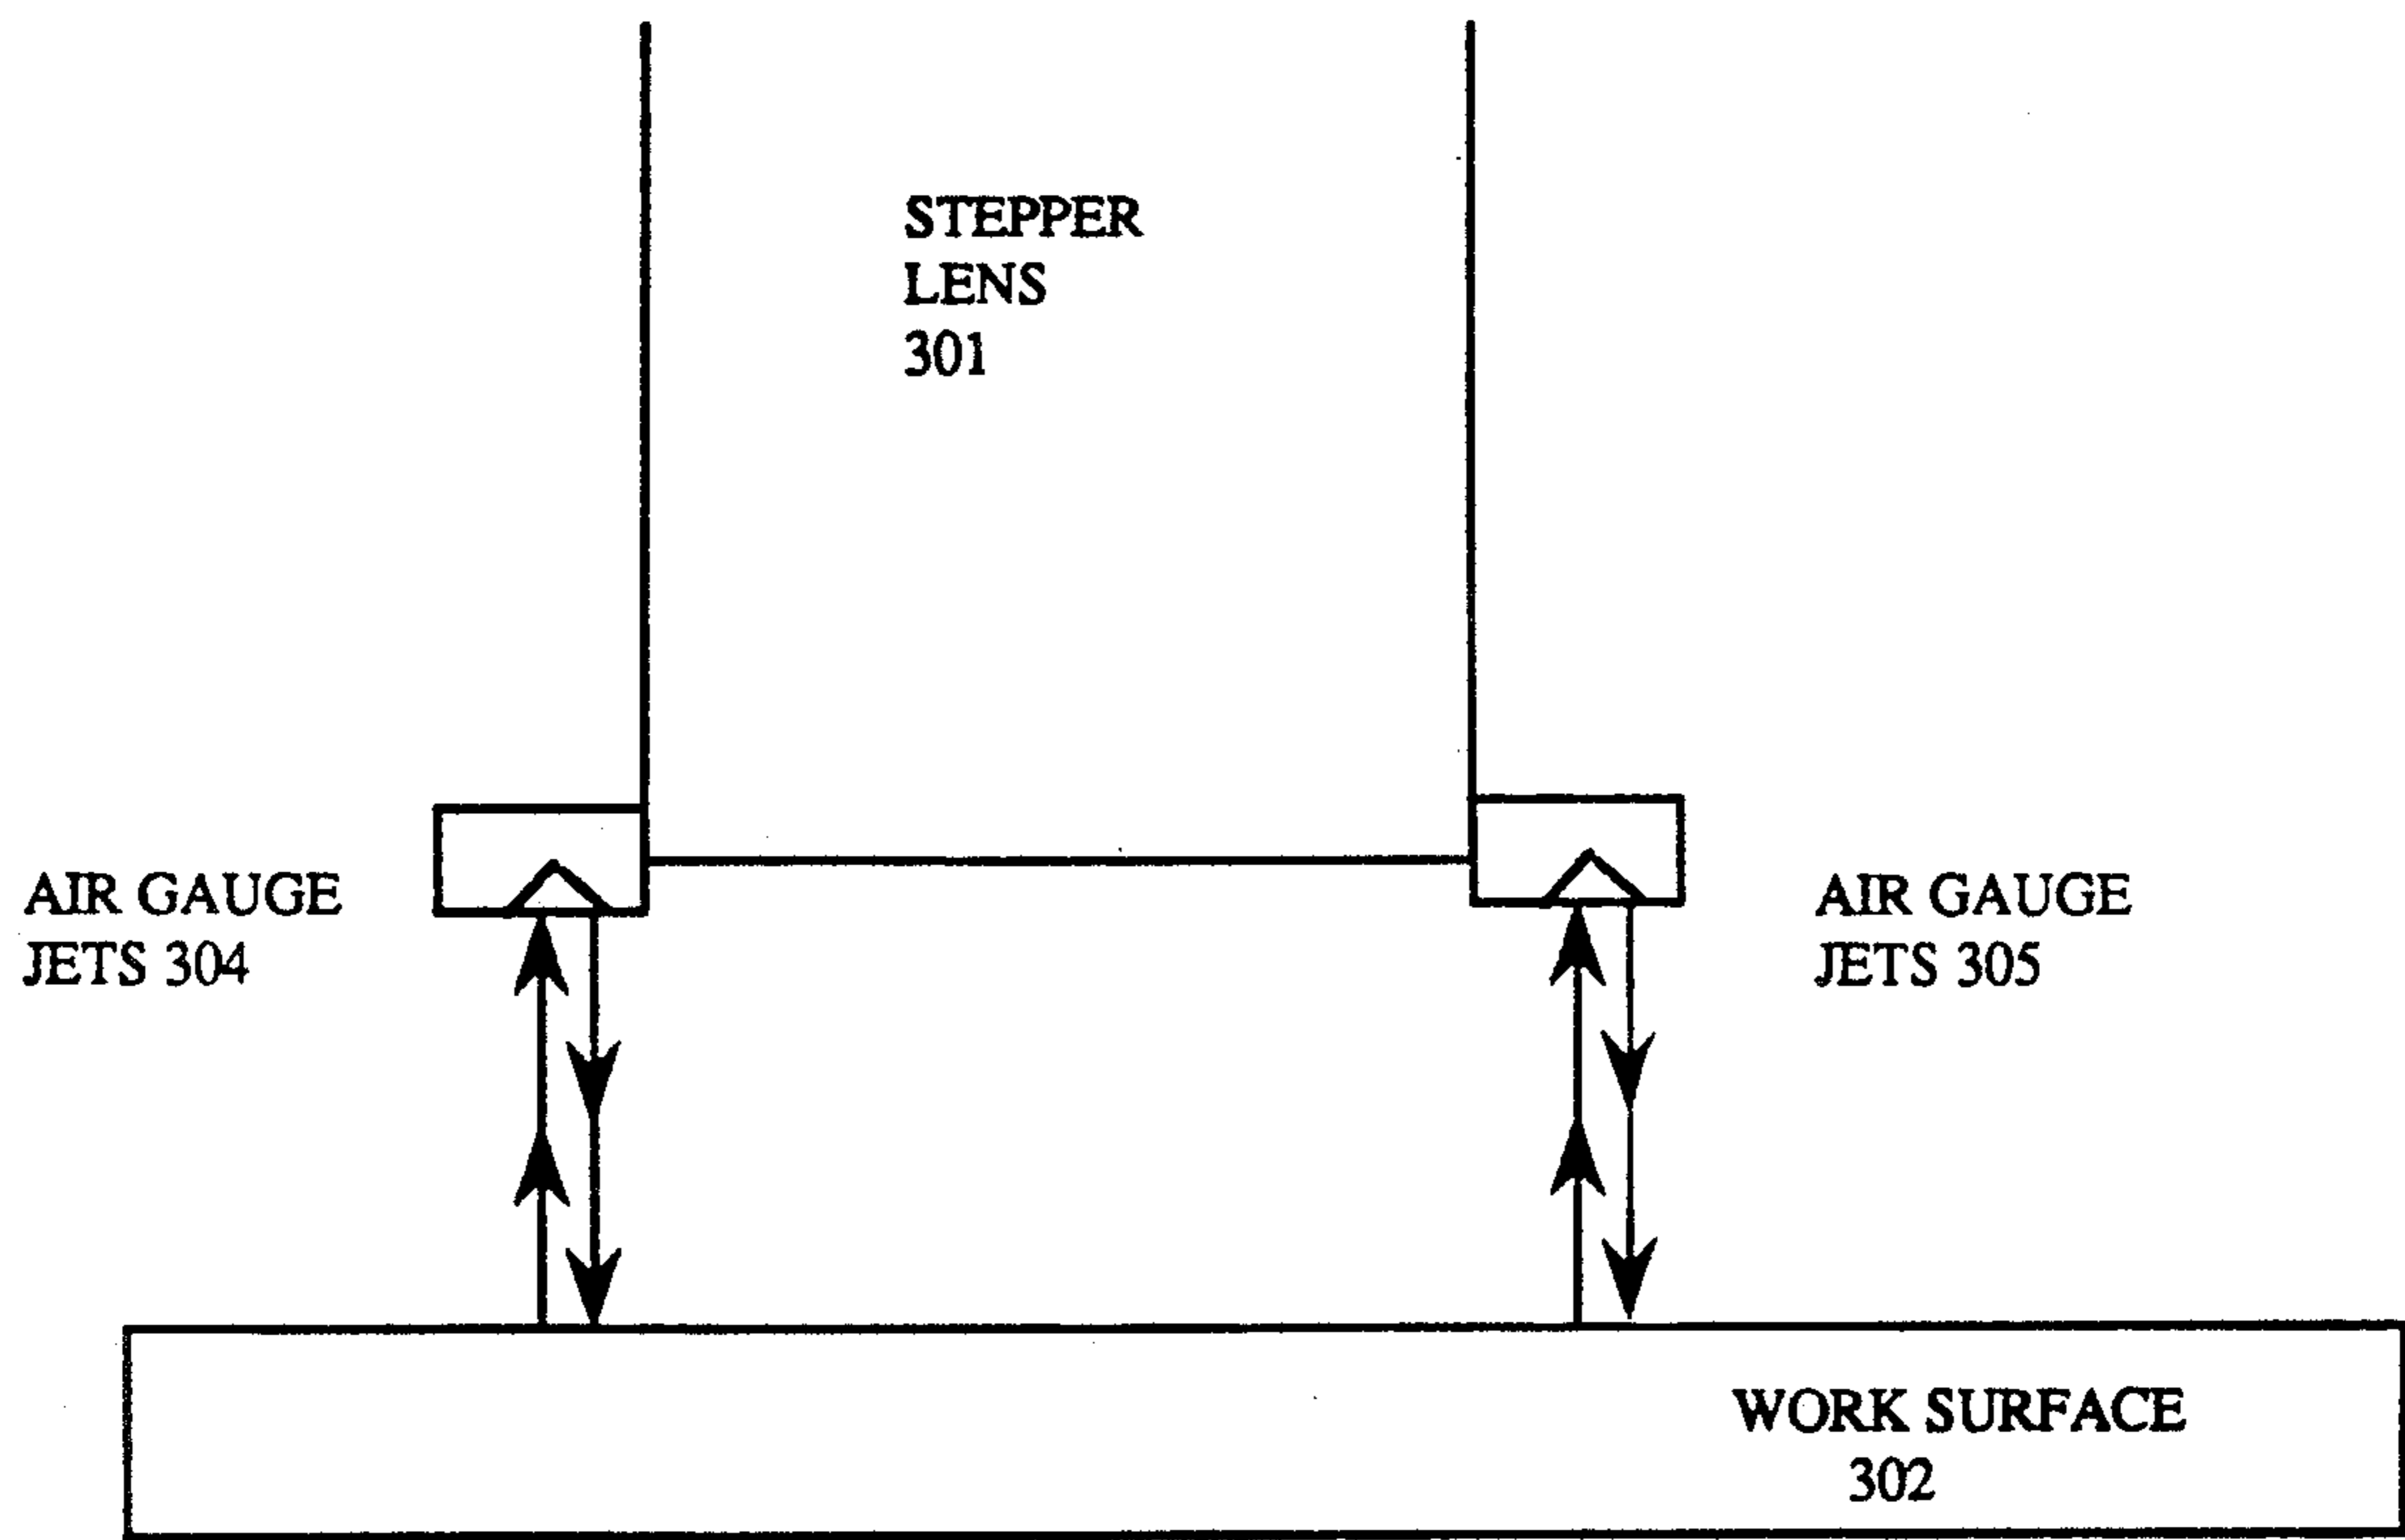 STEPPER
LENS
301
AIR GAUGE
JETS 304
AIR GAUGE
JETS 305
WORK SURFACE
302